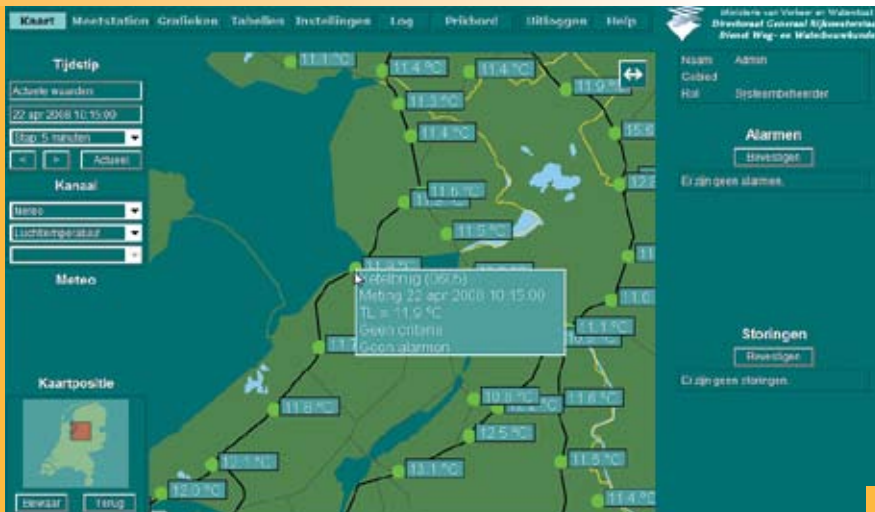 Kaart Meetstation Grafieken Tabellen Instellingen Log Prikbord Uitloggen Help
Ministerie van Verkeer en Waterstaat
Directoraat Generaal Rijkswaterstaat
Dienst Weg- en Waterbouwkunde
Tijdstip
Actuele waarden
22 apr 2008 10:15:00
Stap: 5 minuten
< > Actueel
Kanaal
Meteo
Luchttemperatuur
Meteo
Kaartpositie
Bewaar Terug
11.1 °C
11.4 °C
11.4 °C
11.9 °C
11.3 °C
11.4 °C
11.6 °C
11.5 °C
Ketelbrug (0605)
Meting 22 apr 2008 10:15:00
TL = 11.9 °C
Geen criteria
Geen alarmen
11.1 °C
11.6 °C
10.8 °C
11.6 °C
12.5 °C
12.1 °C
13.1 °C
11.5 °C
12.0 °C
11.4 °C
Naam Admin
Gebied
Rol Systeembeheerder
Alarmen
Bevestigen
Er zijn geen alarmen.
Storingen
Bevestigen
Er zijn geen storingen.